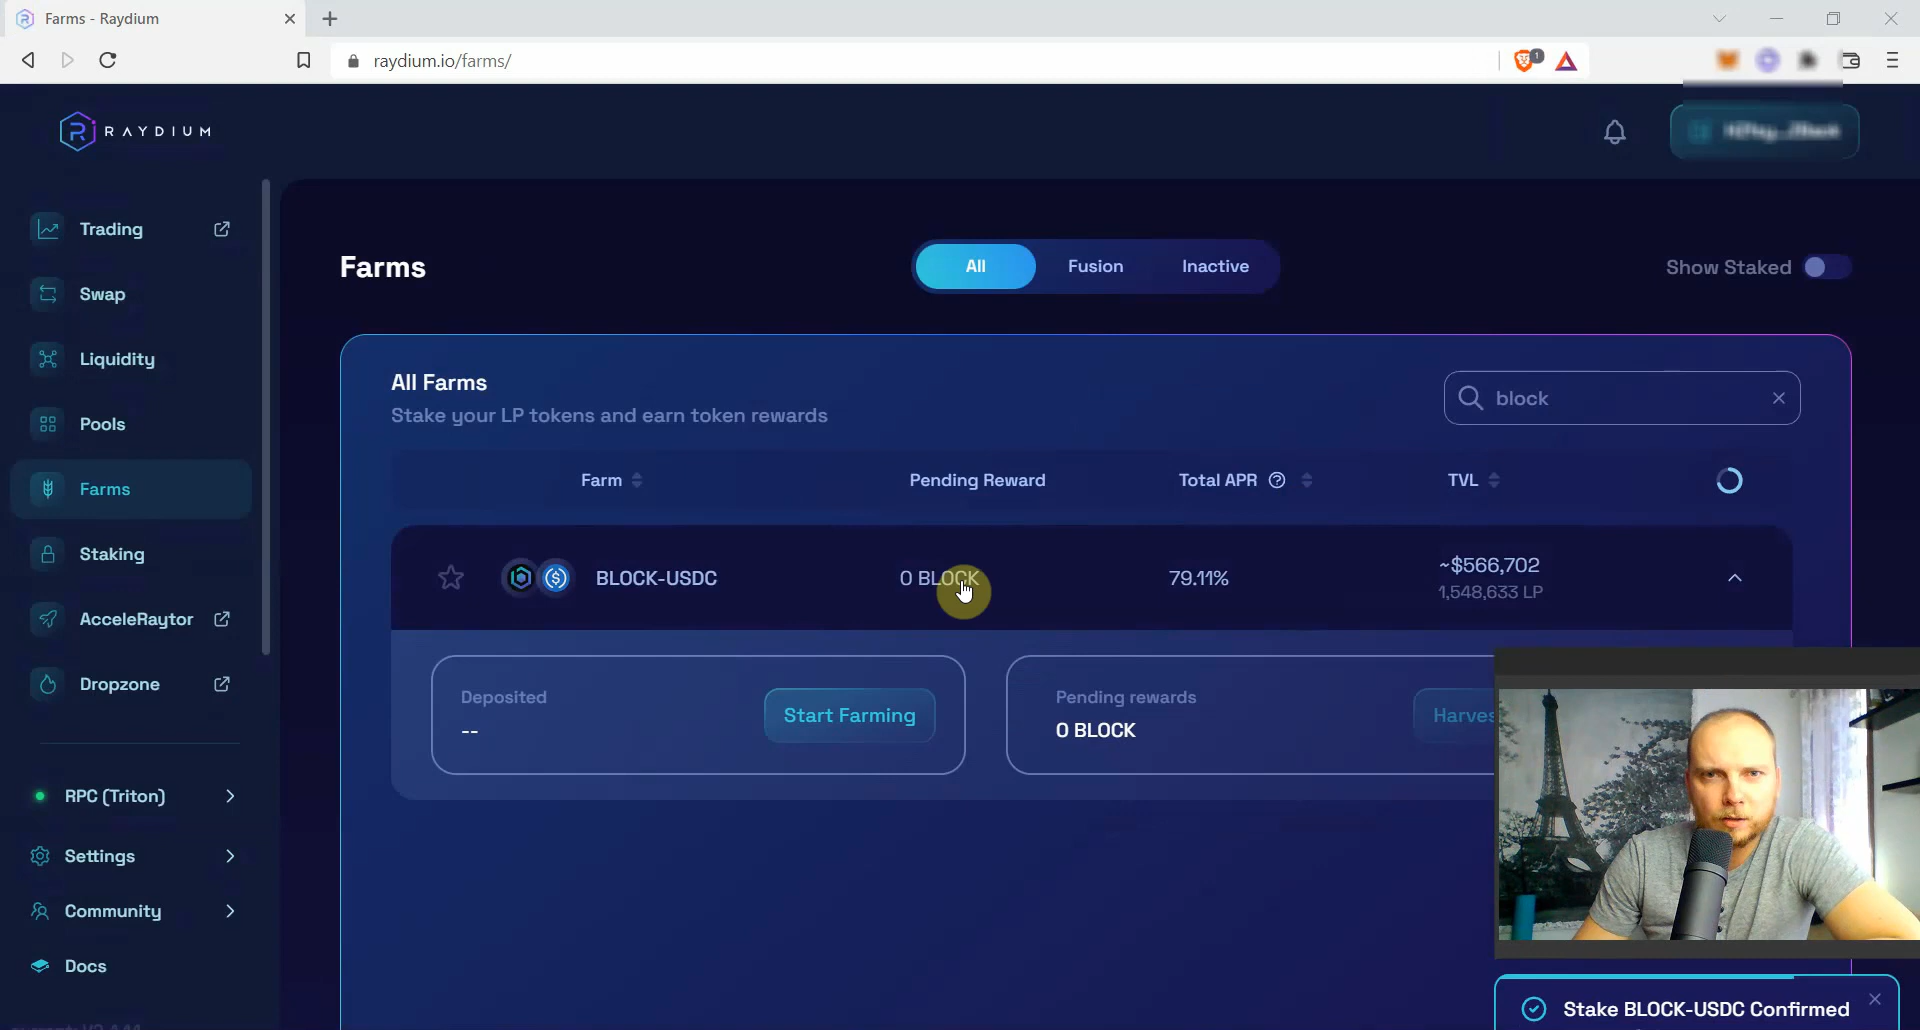 Farms - Raydium
raydium.io/farms/
1
RAYDIUM
Trading
Swap
Liquidity
Pools
Farms
Staking
AcceleRaytor
Dropzone
RPC (Triton)
Settings
Community
Docs
Farms
All
Fusion
Inactive
Show Staked
All Farms
Stake your LP tokens and earn token rewards
block
Farm
Pending Reward
Total APR
TVL
BLOCK-USDC
0 BLOCK
79.11%
~$566,702
1,548,633 LP
Deposited
--
Start Farming
Pending rewards
0 BLOCK
Harves
Stake BLOCK-USDC Confirmed